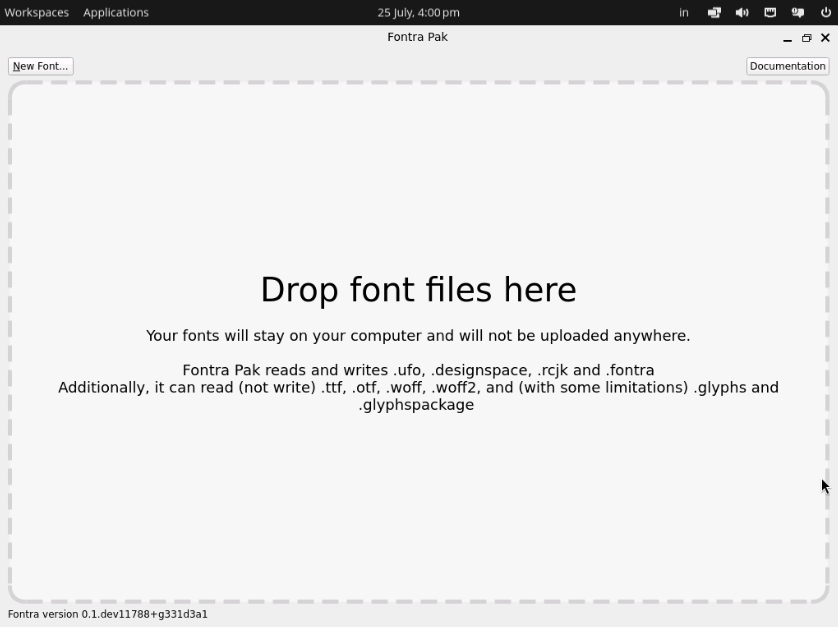 Workspaces Applications 25 July, 4:00 pm in
Fontra Pak
New Font... Documentation
Drop font files here
Your fonts will stay on your computer and will not be uploaded anywhere.
Fontra Pak reads and writes .ufo, .designspace, .rcjk and .fontra
Additionally, it can read (not write) .ttf, .otf, .woff, .woff2, and (with some limitations) .glyphs and
.glyphspackage
Fontra version 0.1.dev11788+g331d3a1